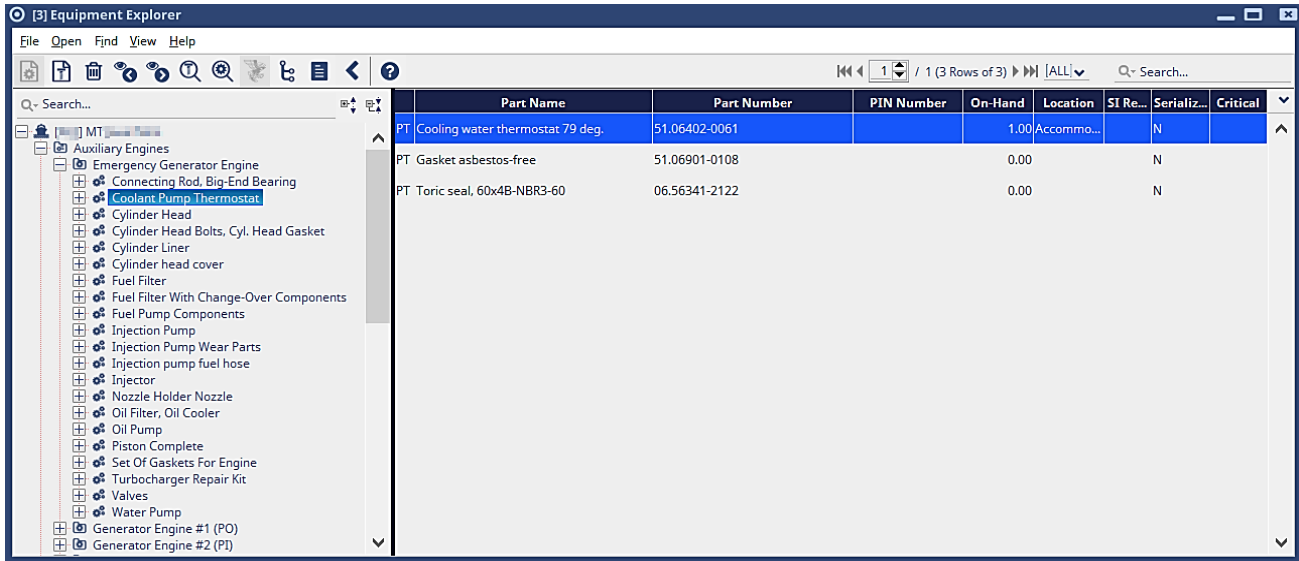 [3] Equipment Explorer
File Open Find View Help
1 / 1 (3 Rows of 3) [ALL] Search...
Search...
Part Name Part Number PIN Number On-Hand Location SI Re... Serializ... Critical
PT Cooling water thermostat 79 deg. 51.06402-0061 1.00 Accommo... N
PT Gasket asbestos-free 51.06901-0108 0.00 N
PT Toric seal, 60x4B-NBR3-60 06.56341-2122 0.00 N
MT
Auxiliary Engines
Emergency Generator Engine
Connecting Rod, Big-End Bearing
Coolant Pump Thermostat
Cylinder Head
Cylinder Head Bolts, Cyl. Head Gasket
Cylinder Liner
Cylinder head cover
Fuel Filter
Fuel Filter With Change-Over Components
Fuel Pump Components
Injection Pump
Injection Pump Wear Parts
Injection pump fuel hose
Injector
Nozzle Holder Nozzle
Oil Filter, Oil Cooler
Oil Pump
Piston Complete
Set Of Gaskets For Engine
Turbocharger Repair Kit
Valves
Water Pump
Generator Engine #1 (PO)
Generator Engine #2 (PI)